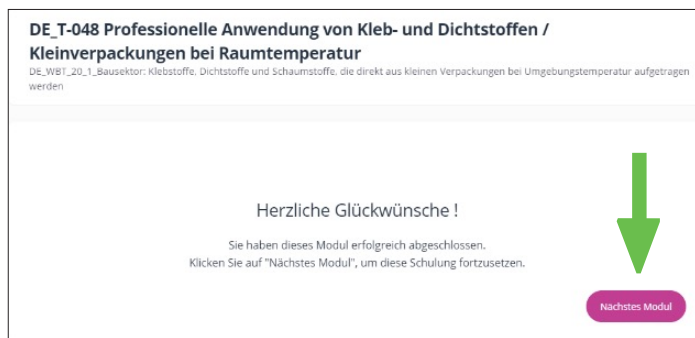 DE_T-048 Professionelle Anwendung von Kleb- und Dichtstoffen /
Kleinverpackungen bei Raumtemperatur
DE_WBT_20_1_Bausektor: Klebstoffe, Dichtstoffe und Schaumstoffe, die direkt aus kleinen Verpackungen bei Umgebungstemperatur aufgetragen
werden
Herzliche Glückwünsche !
Sie haben dieses Modul erfolgreich abgeschlossen.
Klicken Sie auf "Nächstes Modul", um diese Schulung fortzusetzen.
Nächstes Modul